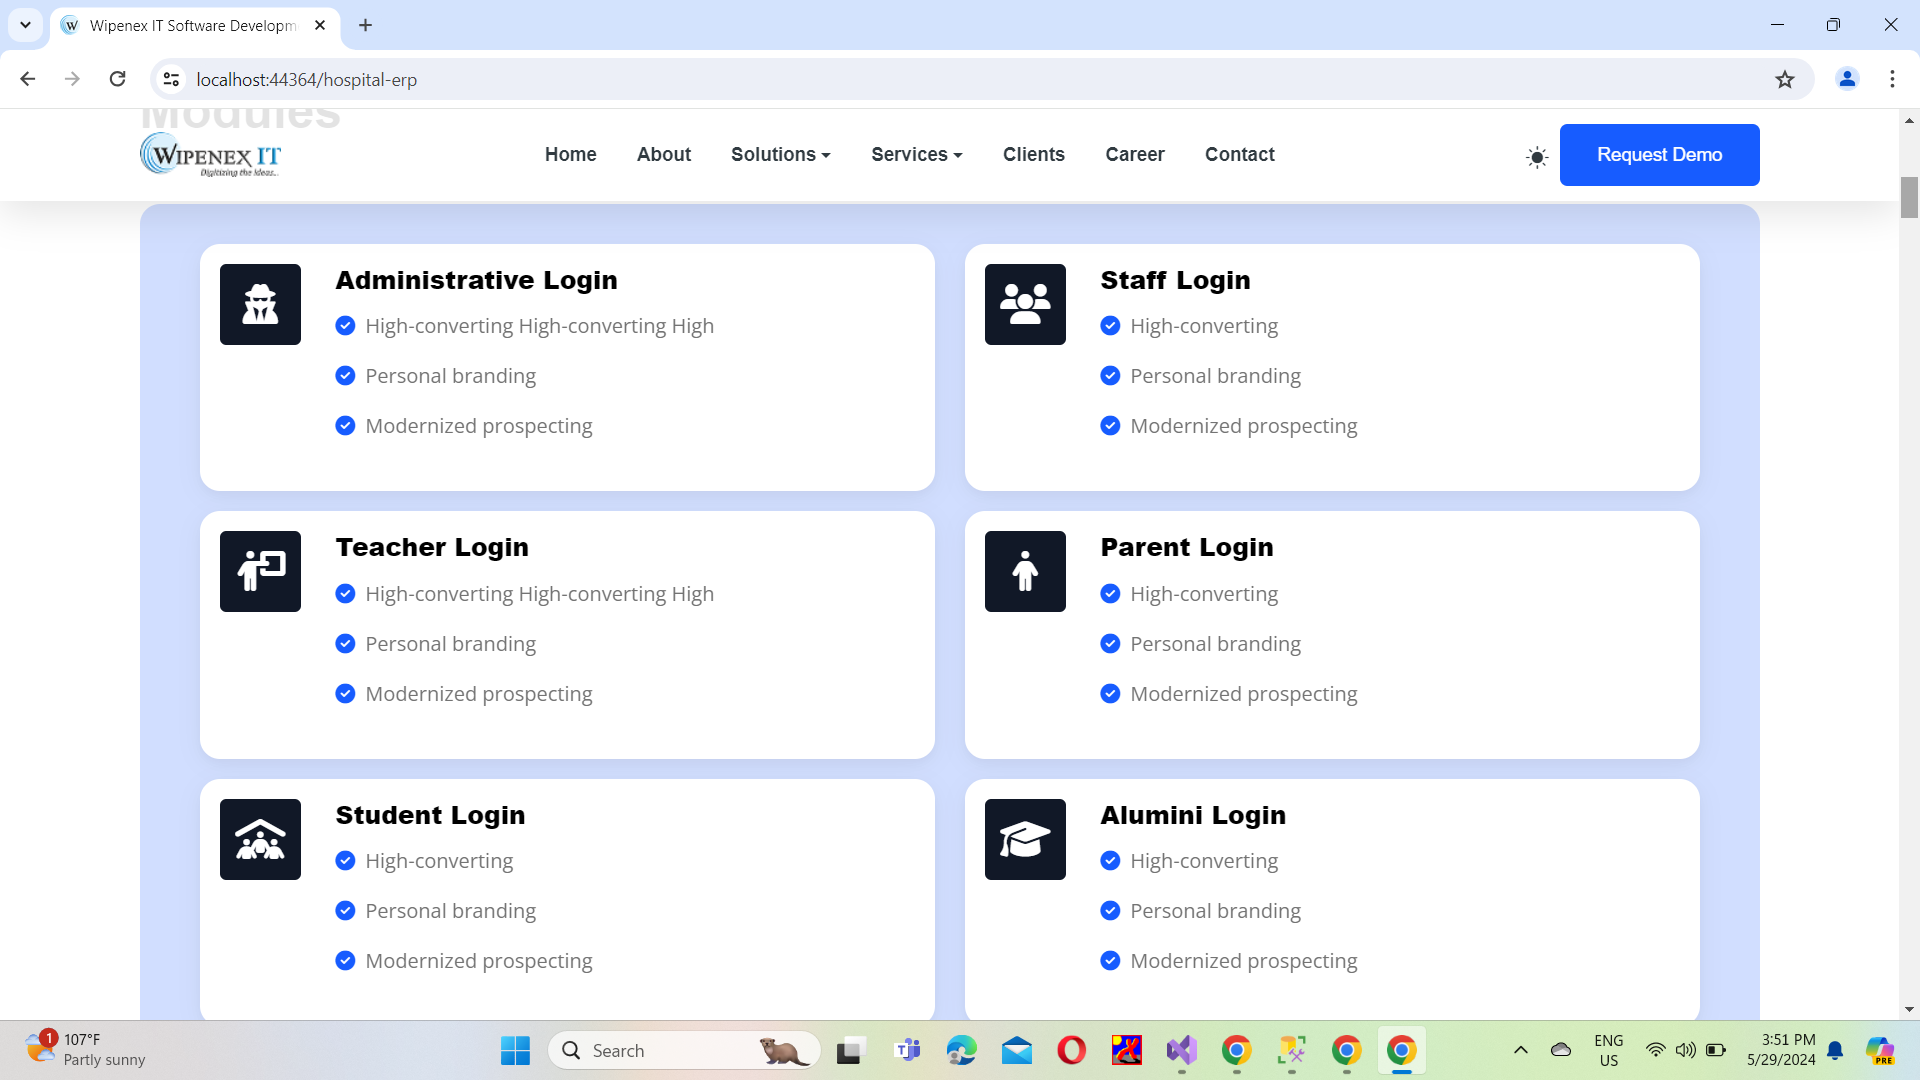 Wipenex IT Software Developm
localhost:44364/hospital-erp
Modules
WIPENEX IT
Digitizing the Ideas...
Home
About
Solutions
Services
Clients
Career
Contact
Request Demo
Administrative Login
High-converting High-converting High
Personal branding
Modernized prospecting
Staff Login
High-converting
Personal branding
Modernized prospecting
Teacher Login
High-converting High-converting High
Personal branding
Modernized prospecting
Parent Login
High-converting
Personal branding
Modernized prospecting
Student Login
High-converting
Personal branding
Modernized prospecting
Alumini Login
High-converting
Personal branding
Modernized prospecting
1
107°F
Partly sunny
Search
ENG
US
3:51 PM
5/29/2024
PRE